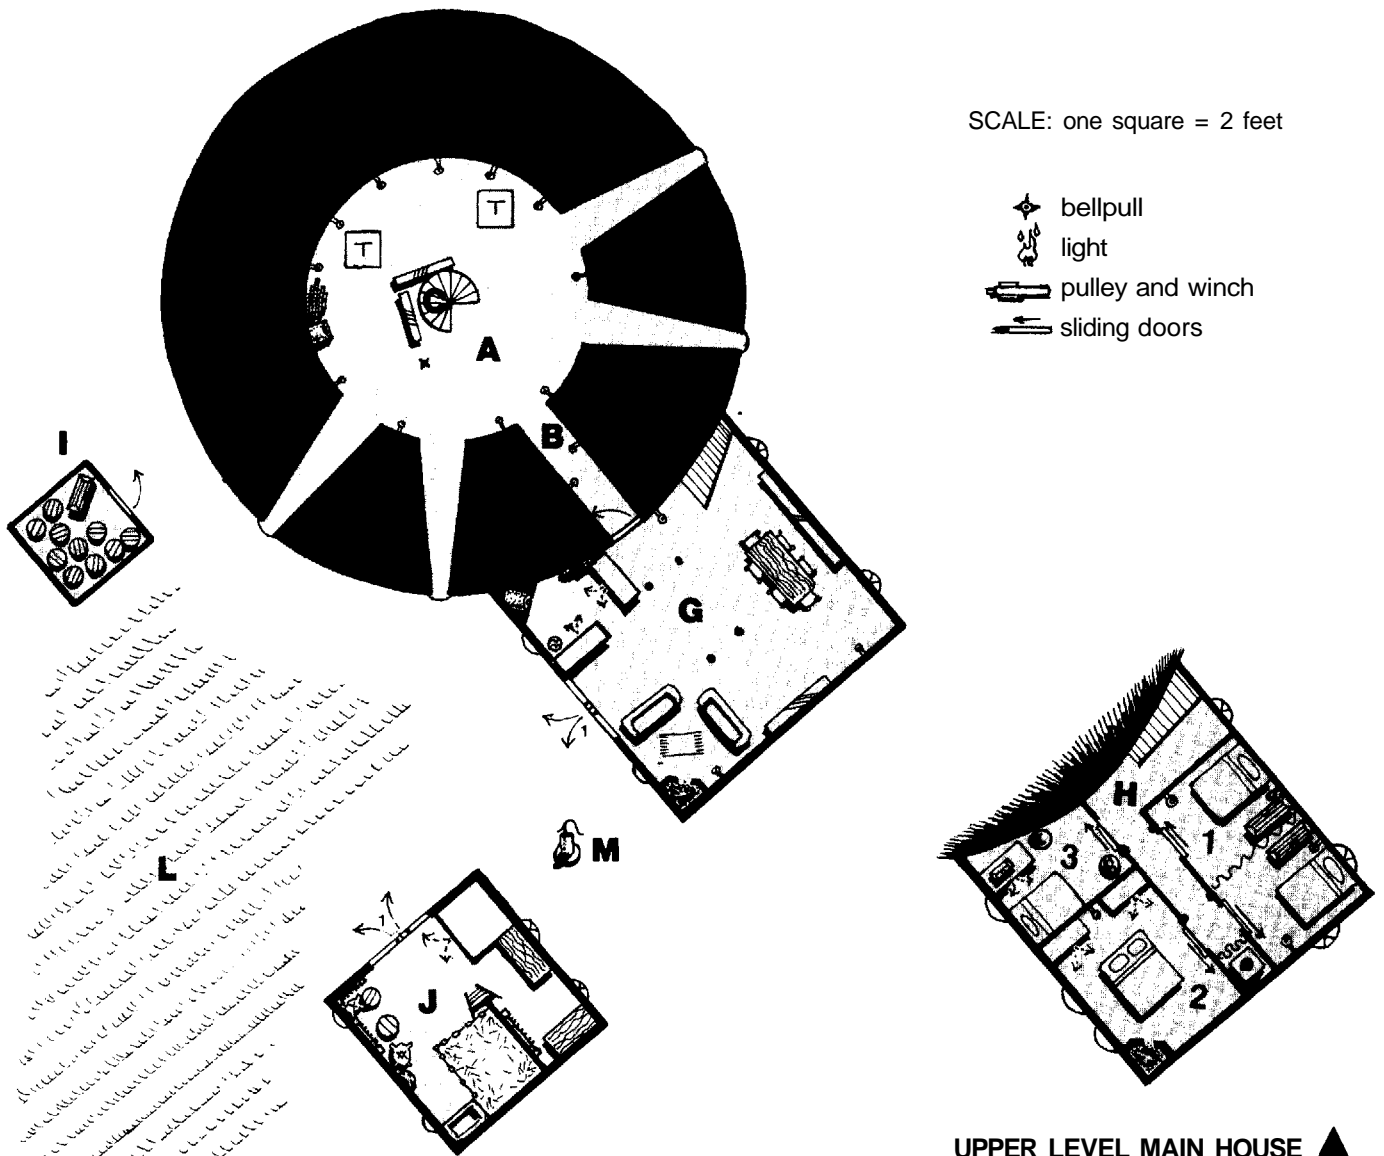 SCALE: one square = 2 feet
bellpull
light
pulley and winch
sliding doors
T
T
A
B
I
G
H
1
3
2
M
L
J
UPPER LEVEL MAIN HOUSE